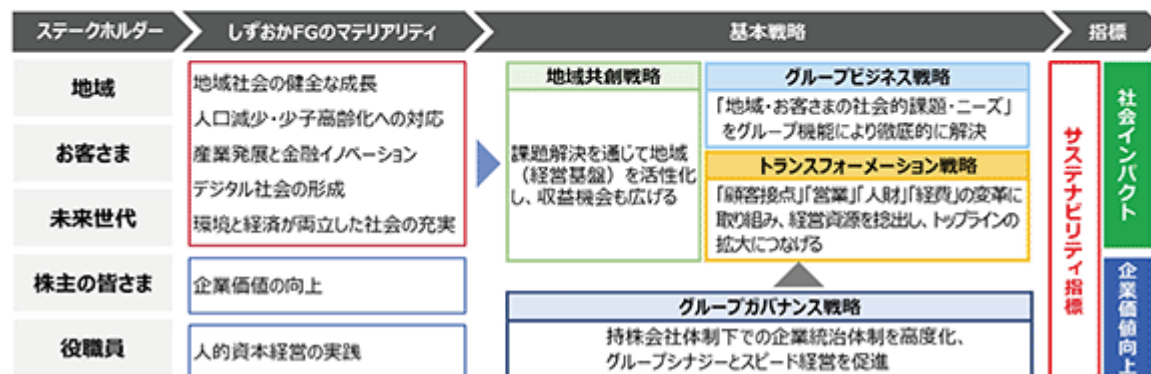 ステークホルダー
しずおかFGのマテリアリティ
基本戦略
指標
地域
お客さま
未来世代
株主の皆さま
役職員
地域社会の健全な成長
人口減少・少子高齢化への対応
産業発展と金融イノベーション
デジタル社会の形成
環境と経済が両立した社会の充実
企業価値の向上
人的資本経営の実践
地域共創戦略
課題解決を通じて地域
（経営基盤）を活性化
し、収益機会も広げる
グループビジネス戦略
「地域・お客さまの社会的課題・ニーズ」
をグループ機能により徹底的に解決
トランスフォーメーション戦略
「顧客接点」「営業」「人財」「経費」の変革に
取り組み、経営資源を捻出し、トップラインの
拡大につなげる
グループガバナンス戦略
持株会社体制下での企業統治体制を高度化、
グループシナジーとスピード経営を促進
サステナビリティ指標
社会インパクト
企業価値向上